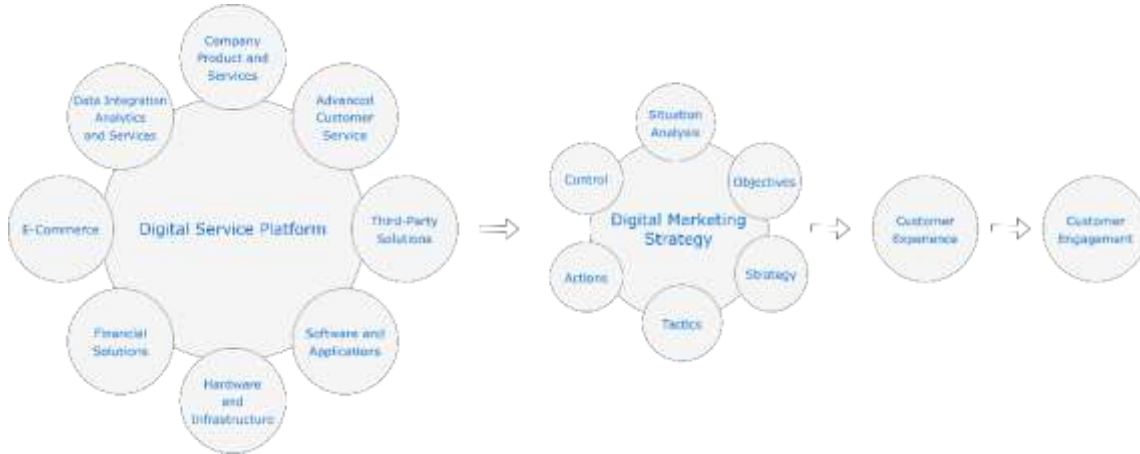 Company
Product and
Services
Advanced
Customer
Service
Third-Party
Solutions
Software and
Applications
Hardware
and
Infrastructure
Financial
Solutions
E-Commerce
Data Integration
Analytics
and Services
Digital Service Platform
Situation
Analysis
Objectives
Strategy
Tactics
Actions
Control
Digital Marketing
Strategy
Customer
Experience
Customer
Engagement